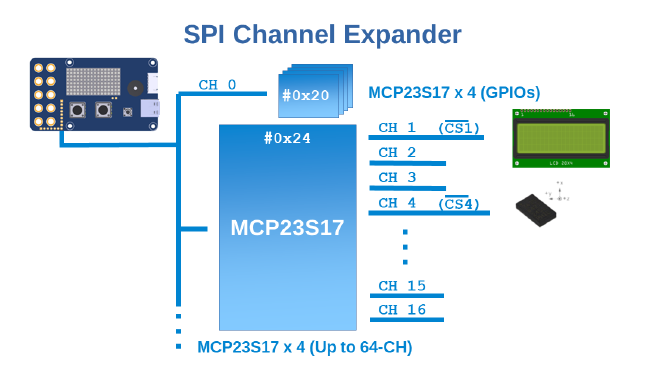 SPI Channel Expander
CH 0
#0x20
MCP23S17 x 4 (GPIOs)
#0x24
MCP23S17
CH 1 (CS1)
CH 2
CH 3
CH 4 (CS4)
CH 15
CH 16
MCP23S17 x 4 (Up to 64-CH)